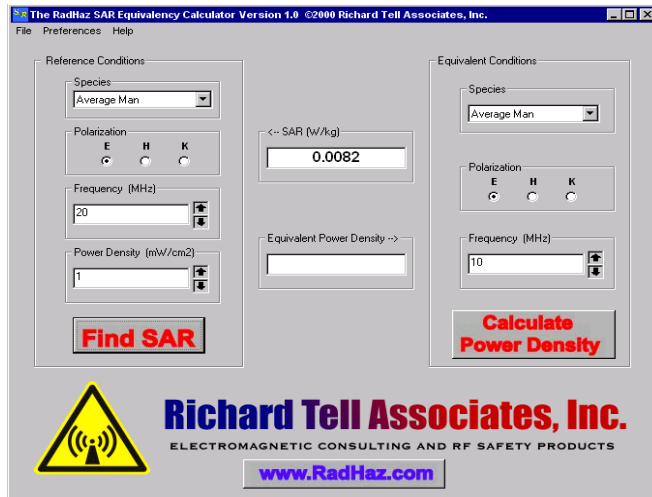 The RadHaz SAR Equivalency Calculator Version 1.0 ©2000 Richard Tell Associates, Inc.
File Preferences Help
Reference Conditions
Species
Average Man
Polarization
E H K
Frequency (MHz)
20
Power Density (mW/cm2)
1
Find SAR
<-- SAR (W/kg)
0.0082
Equivalent Power Density -->
Equivalent Conditions
Species
Average Man
Polarization
E H K
Frequency (MHz)
10
Calculate
Power Density
Richard Tell Associates, Inc.
ELECTROMAGNETIC CONSULTING AND RF SAFETY PRODUCTS
www.RadHaz.com